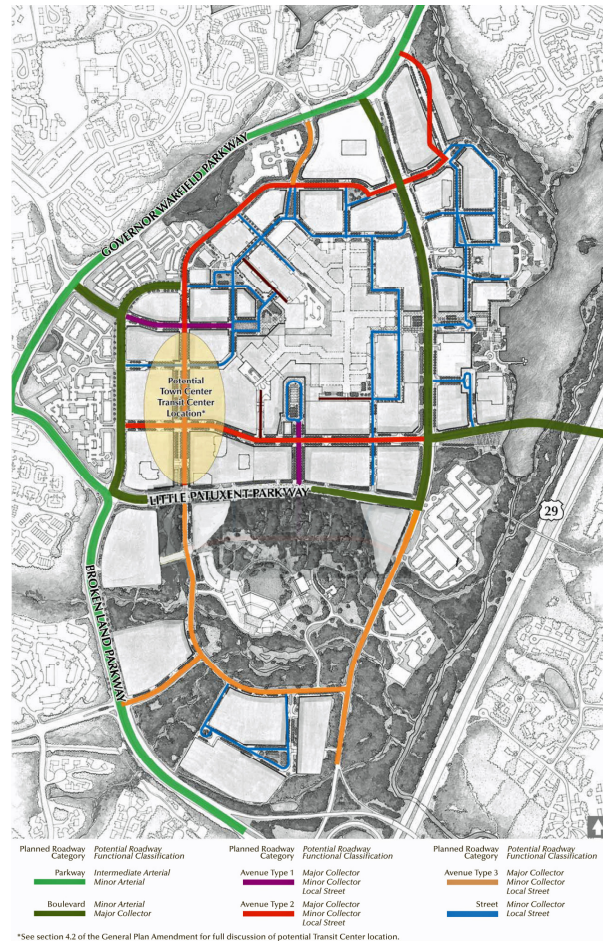 GOVERNOR WARFIELD PARKWAY
Potential
Town Center
Transit Center
Location*
LITTLE PATUXENT PARKWAY
29
BROKEN LAND PARKWAY
Planned Roadway Category
Potential Roadway Functional Classification
Parkway
Intermediate Arterial
Minor Arterial
Boulevard
Minor Arterial
Major Collector
Planned Roadway Category
Potential Roadway Functional Classification
Avenue Type 1
Major Collector
Minor Collector
Local Street
Avenue Type 2
Major Collector
Minor Collector
Local Street
Planned Roadway Category
Potential Roadway Functional Classification
Avenue Type 3
Major Collector
Minor Collector
Local Street
Street
Minor Collector
Local Street
*See section 4.2 of the General Plan Amendment for full discussion of potential Transit Center location.